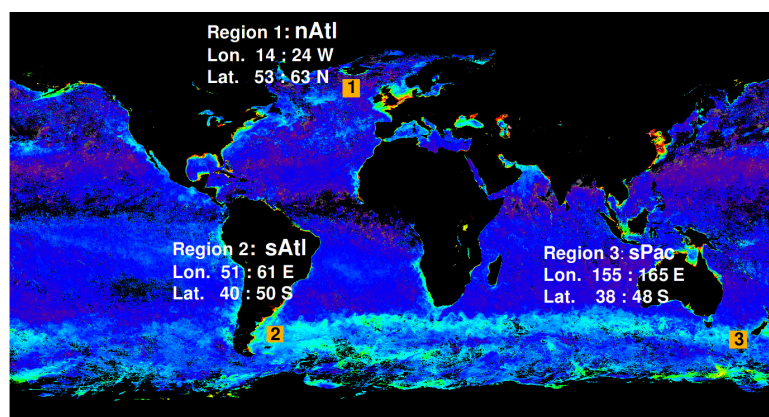 Region 1: nAtl
Lon. 14 : 24 W
Lat. 53 : 63 N
1
Region 2: sAtl
Lon. 51 : 61 E
Lat. 40 : 50 S
Region 3: sPac
Lon. 155 : 165 E
Lat. 38 : 48 S
2
3